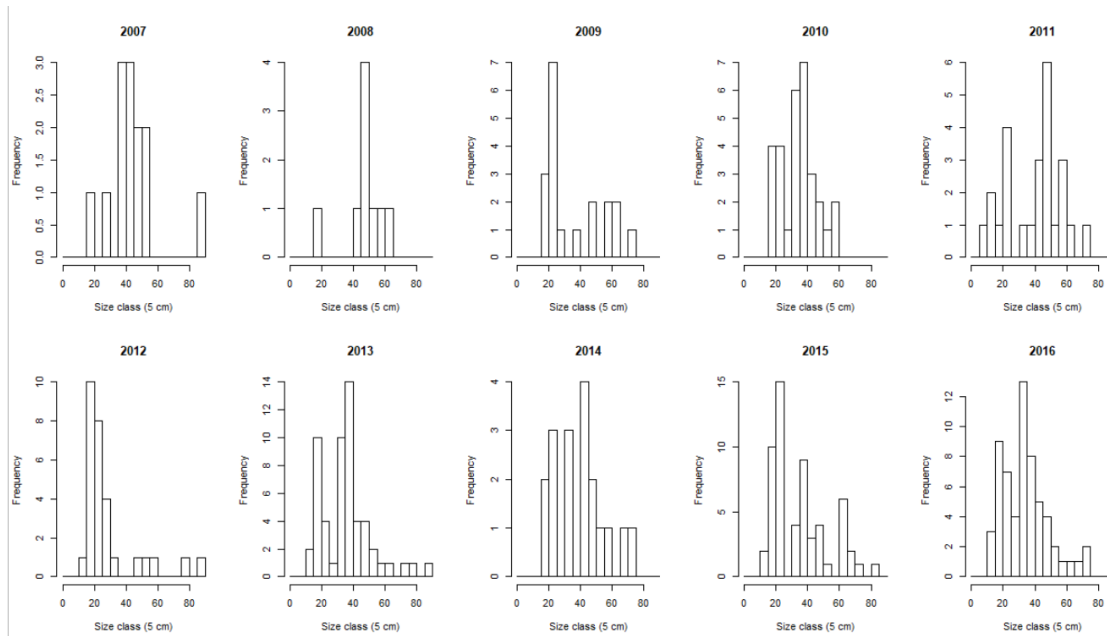 2007 2008 2009 2010 2011
Frequency 0.0 0.5 1.0 1.5 2.0 2.5 3.0
Frequency 0 1 2 3 4
Frequency 0 1 2 3 4 5 6 7
Frequency 0 1 2 3 4 5 6 7
Frequency 0 1 2 3 4 5 6
0 20 40 60 80 0 20 40 60 80 0 20 40 60 80 0 20 40 60 80 0 20 40 60 80
Size class (5 cm) Size class (5 cm) Size class (5 cm) Size class (5 cm) Size class (5 cm)
2012 2013 2014 2015 2016
Frequency 0 2 4 6 8 10
Frequency 0 2 4 6 8 10 12 14
Frequency 0 1 2 3 4
Frequency 0 5 10 15
Frequency 0 2 4 6 8 10 12
0 20 40 60 80 0 20 40 60 80 0 20 40 60 80 0 20 40 60 80 0 20 40 60 80
Size class (5 cm) Size class (5 cm) Size class (5 cm) Size class (5 cm) Size class (5 cm)